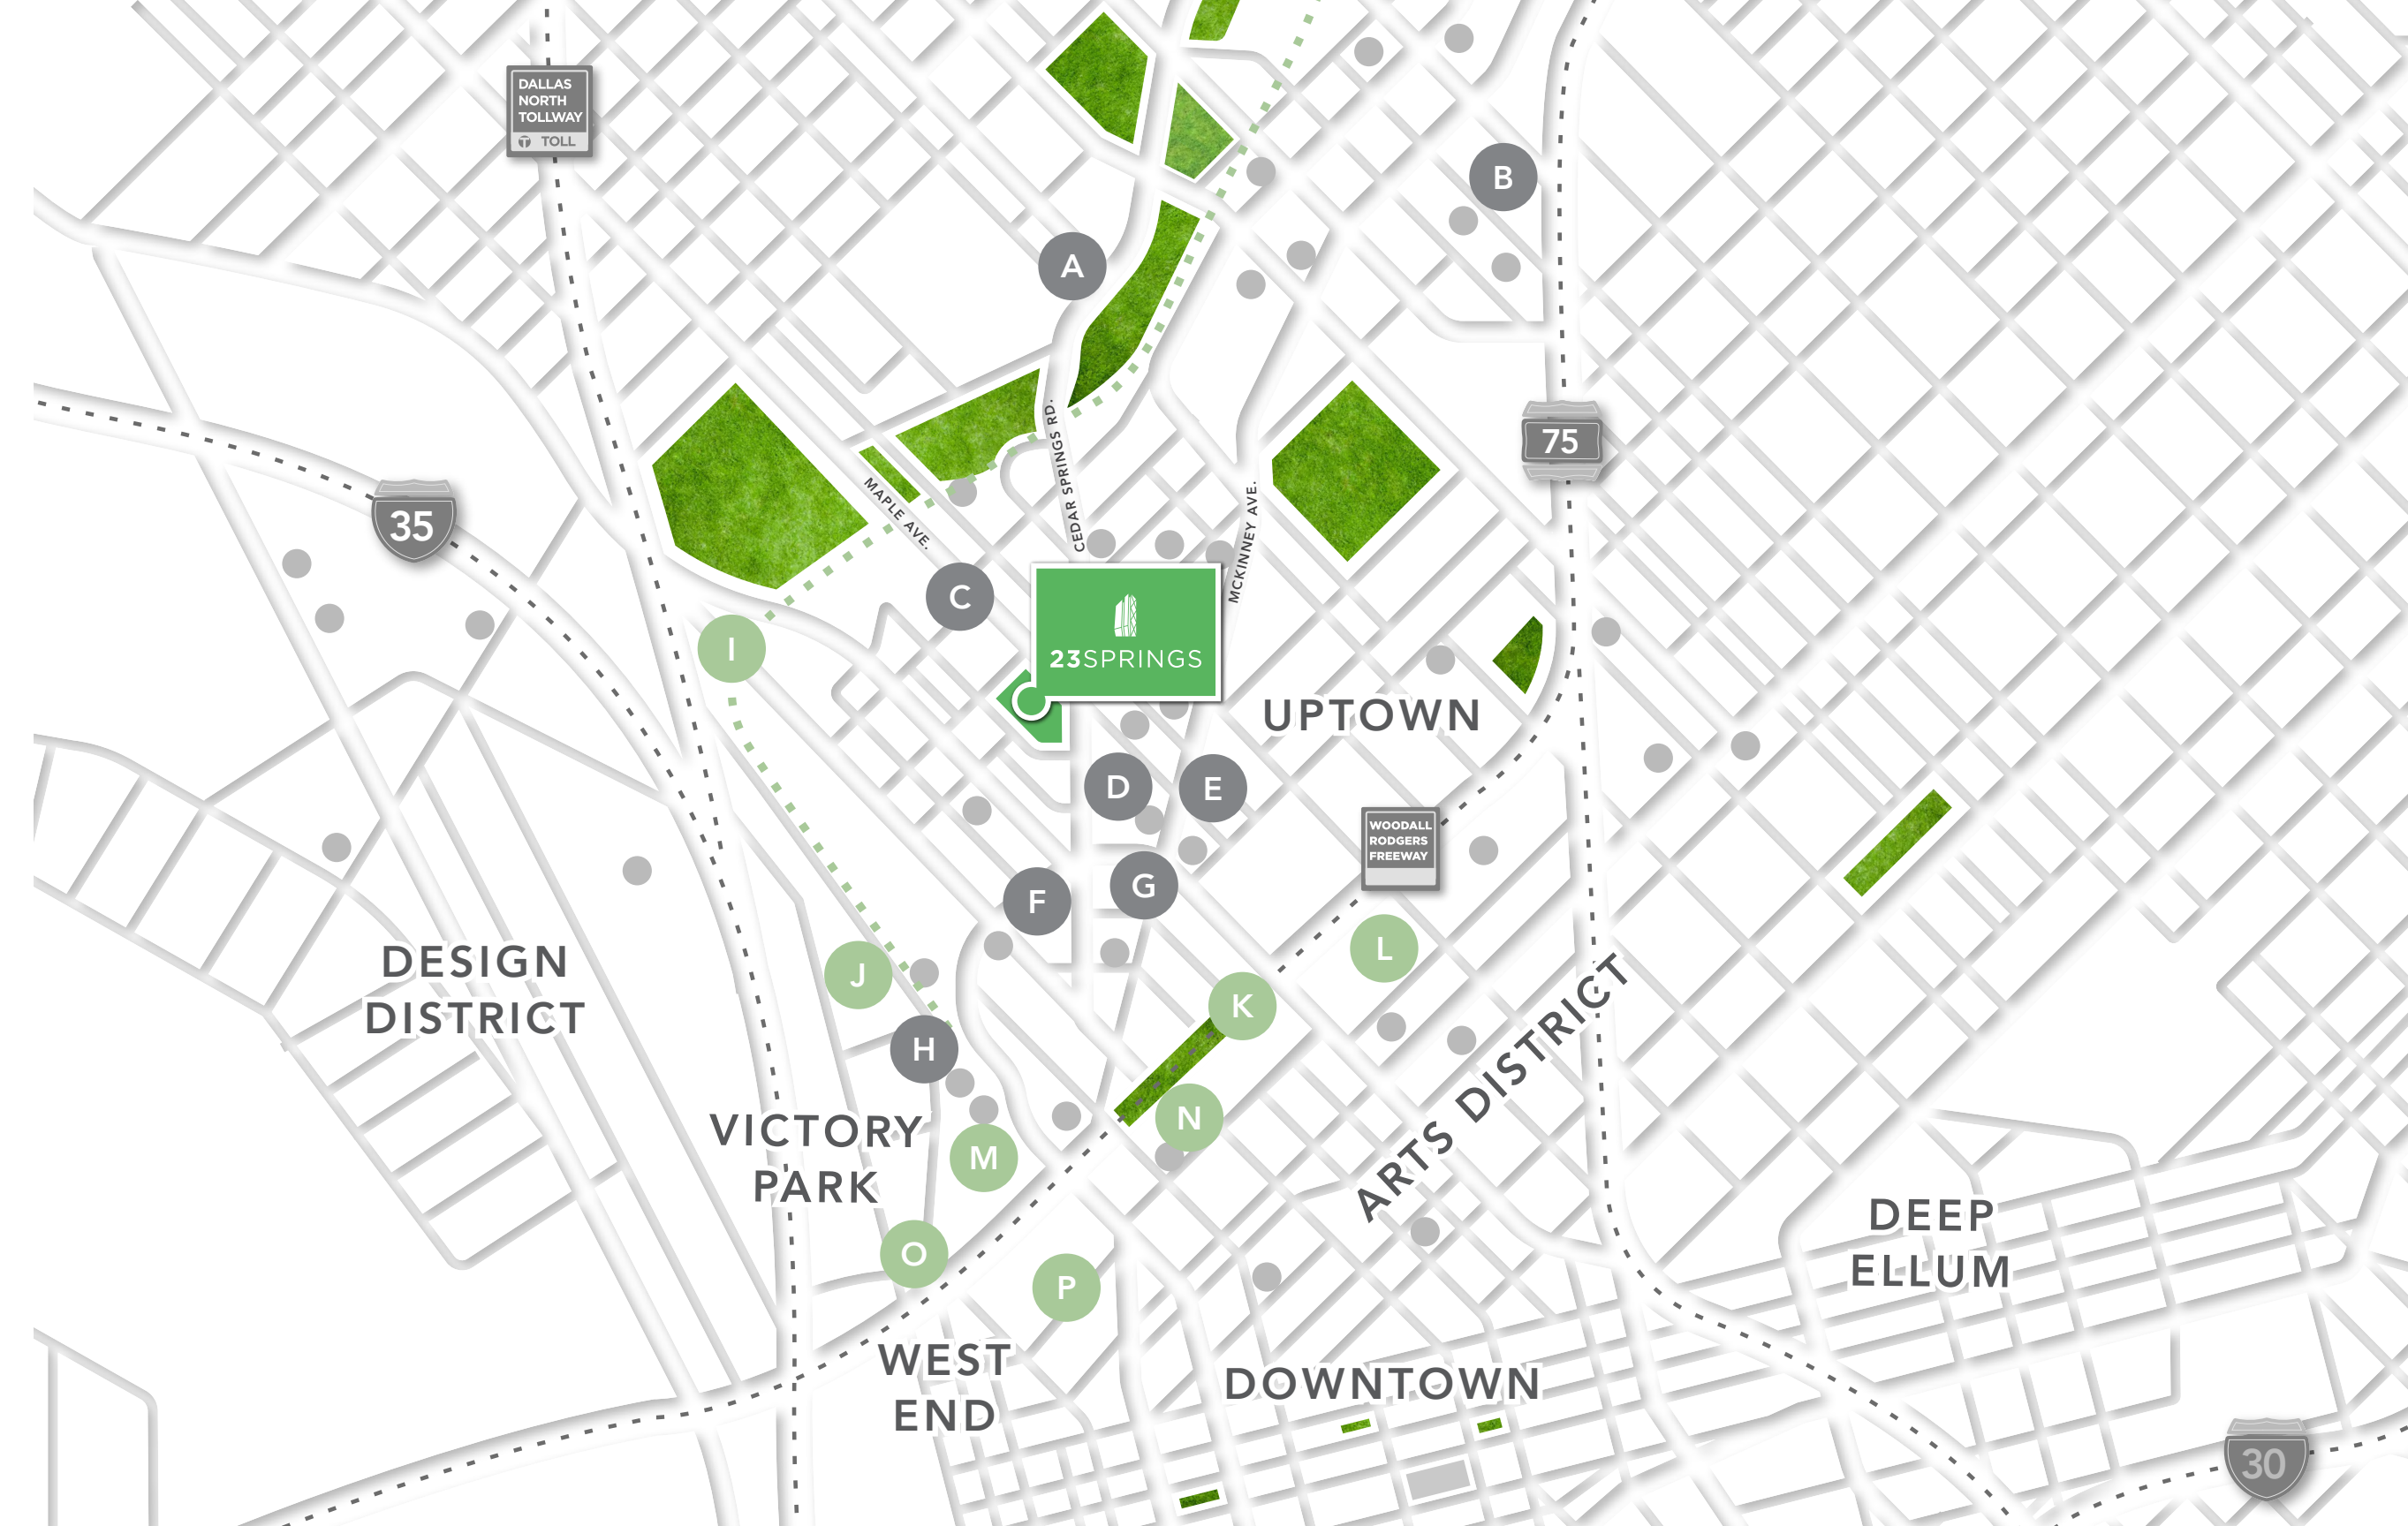 DALLAS
NORTH
TOLLWAY
T TOLL
B
A
CEDAR SPRINGS RD.
75
MAPLE AVE.
MCKINNEY AVE.
35
C
I
23SPRINGS
UPTOWN
D
E
WOODALL
RODGERS
FREEWAY
G
F
L
DESIGN
DISTRICT
J
K
ARTS DISTRICT
H
VICTORY
PARK
N
M
O
P
DEEP
ELLUM
WEST
END
DOWNTOWN
30